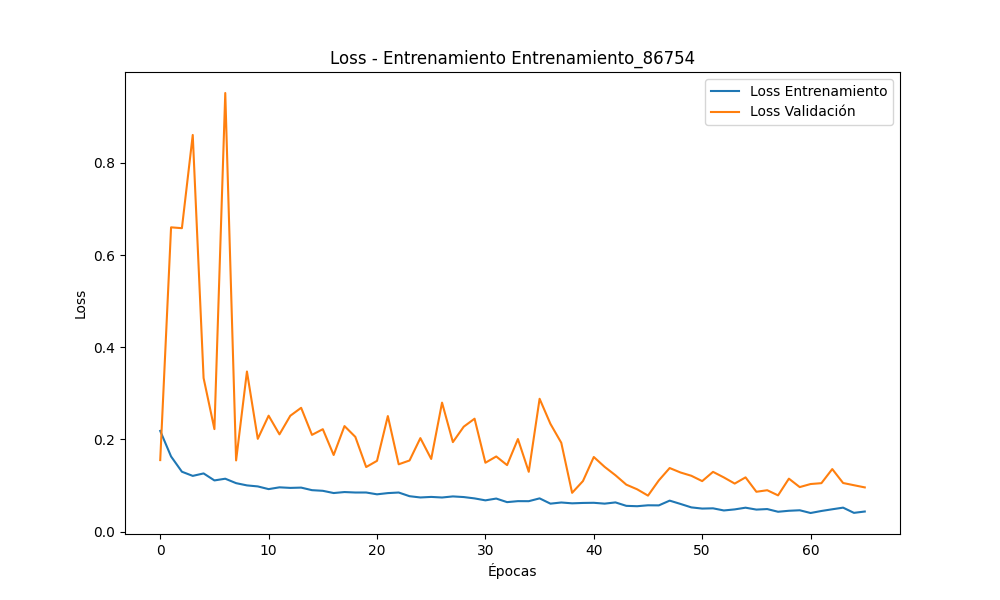 Loss - Entrenamiento Entrenamiento_86754
Loss Entrenamiento
Loss Validación
0.8
0.6
0.4
0.2
0.0
Loss
0 10 20 30 40 50 60
Épocas